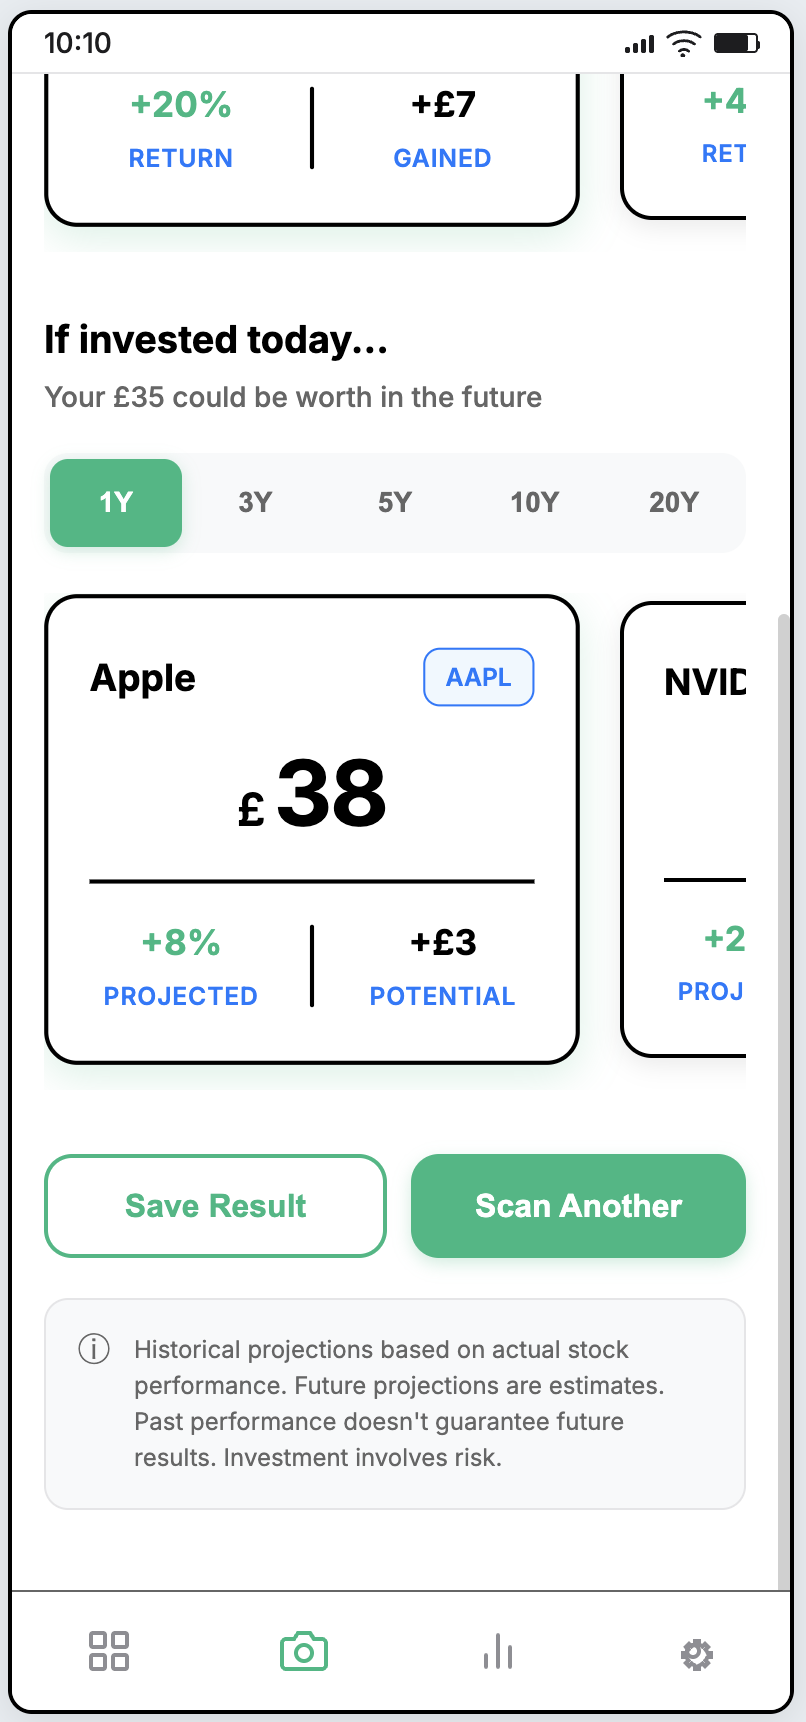 10:10
+20%
RETURN
+£7
GAINED
+4
RET
If invested today...
Your £35 could be worth in the future
1Y 3Y 5Y 10Y 20Y
Apple
AAPL
£38
+8%
PROJECTED
+£3
POTENTIAL
NVID
+2
PROJ
Save Result
Scan Another
Historical projections based on actual stock
performance. Future projections are estimates.
Past performance doesn't guarantee future
results. Investment involves risk.